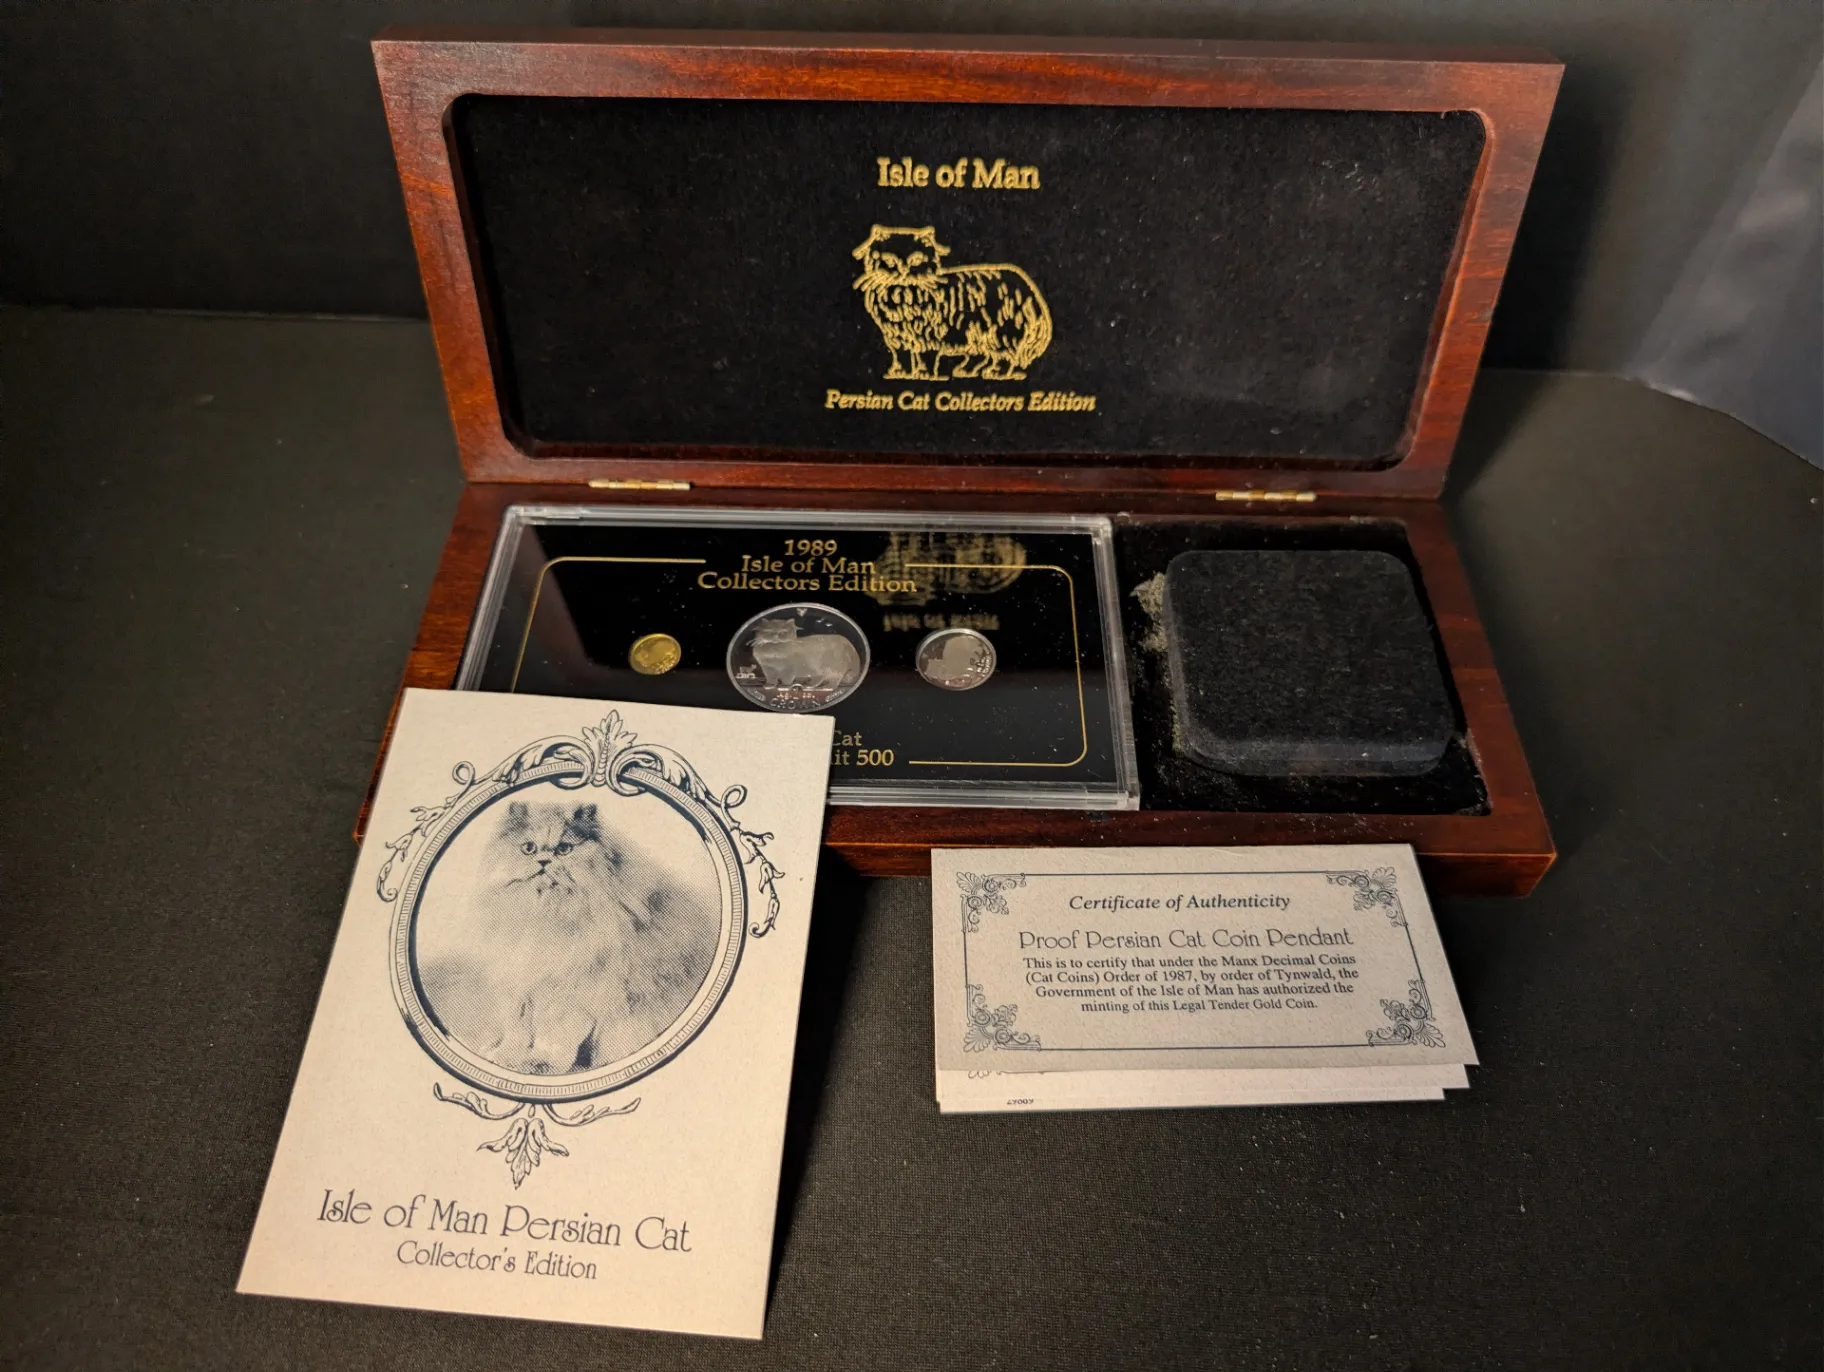 Isle of Man
Persian Cat Collectors Edition
1989
Isle of Man
Collectors Edition
CROWN
Cat
500
Isle of Man Persian Cat
Collector's Edition
Certificate of Authenticity
Proof Persian Cat Coin Pendant
This is to certify that under the Manx Decimal Coins
(Cat Coins) Order of 1987, by order of Tynwald, the
Government of the Isle of Man has authorized the
minting of this Legal Tender Gold Coin.